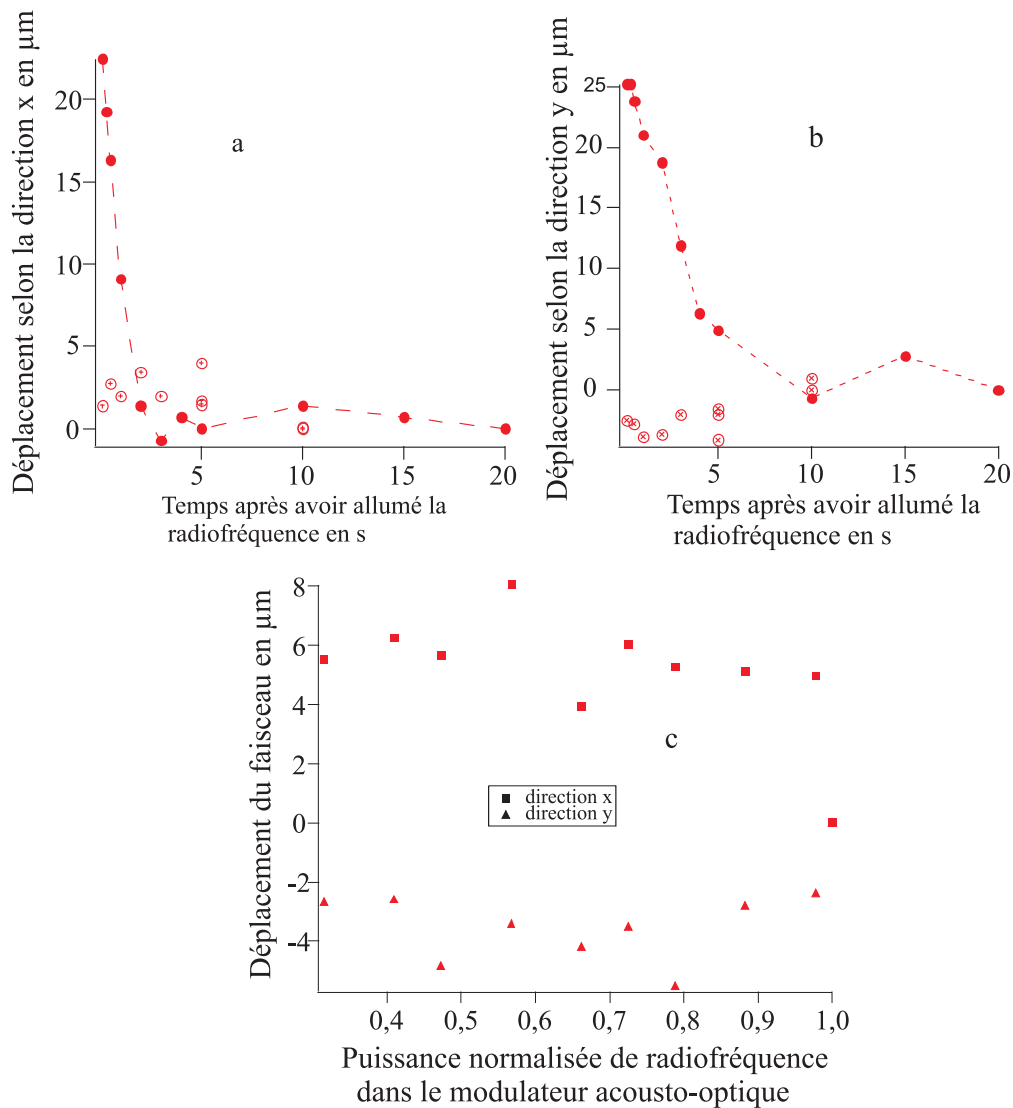 Déplacement selon la direction x en µm
20
15
10
5
0
a
5
10
15
20
Temps après avoir allumé la
radiofréquence en s
Déplacement selon la direction y en µm
25
20
15
10
5
0
b
5
10
15
20
Temps après avoir allumé la
radiofréquence en s
Déplacement du faisceau en µm
8
6
4
2
0
-2
-4
c
direction x
direction y
0,4
0,5
0,6
0,7
0,8
0,9
1,0
Puissance normalisée de radiofréquence
dans le modulateur acousto-optique